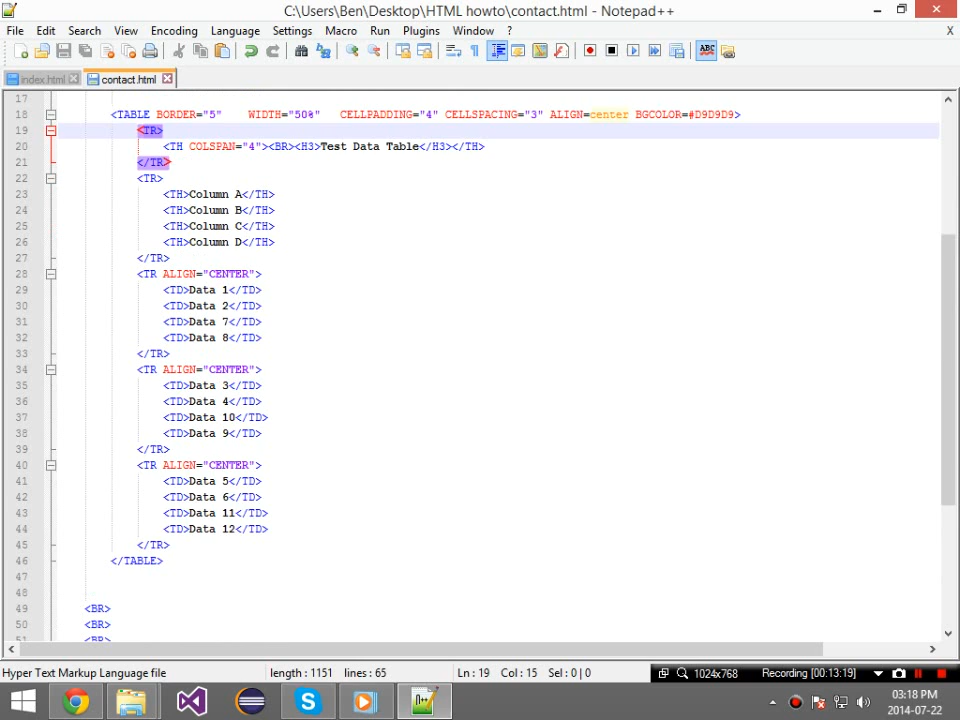 C:\Users\Ben\Desktop\HTML howto\contact.html - Notepad++
File Edit Search View Encoding Language Settings Macro Run Plugins Window ? X
index.html contact.html
17
18 <TABLE BORDER="5" WIDTH="50%" CELLPADDING="4" CELLSPACING="3" ALIGN=center BGCOLOR=#D9D9D9>
19 <TR>
20 <TH COLSPAN="4"><BR><H3>Test Data Table</H3></TH>
21 </TR>
22 <TR>
23 <TH>Column A</TH>
24 <TH>Column B</TH>
25 <TH>Column C</TH>
26 <TH>Column D</TH>
27 </TR>
28 <TR ALIGN="CENTER">
29 <TD>Data 1</TD>
30 <TD>Data 2</TD>
31 <TD>Data 7</TD>
32 <TD>Data 8</TD>
33 </TR>
34 <TR ALIGN="CENTER">
35 <TD>Data 3</TD>
36 <TD>Data 4</TD>
37 <TD>Data 10</TD>
38 <TD>Data 9</TD>
39 </TR>
40 <TR ALIGN="CENTER">
41 <TD>Data 5</TD>
42 <TD>Data 6</TD>
43 <TD>Data 11</TD>
44 <TD>Data 12</TD>
45 </TR>
46 </TABLE>
47
48
49 <BR>
50 <BR>
51 <BR>
Hyper Text Markup Language file length : 1151 lines : 65 Ln : 19 Col : 15 Sel : 0 | 0 1024x768 Recording [00:13:19]
03:18 PM
2014-07-22